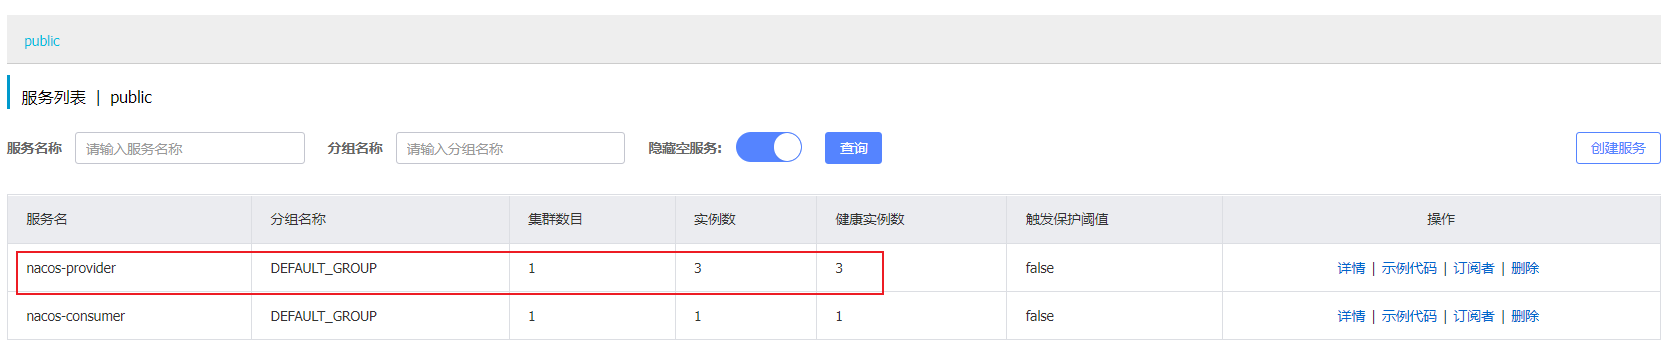 public
服务列表 | public
服务名称 请输入服务名称 分组名称 请输入分组名称 隐藏空服务: 查询 创建服务
服务名 分组名称 集群数目 实例数 健康实例数 触发保护阈值 操作
nacos-provider DEFAULT_GROUP 1 3 3 false 详情 | 示例代码 | 订阅者 | 删除
nacos-consumer DEFAULT_GROUP 1 1 1 false 详情 | 示例代码 | 订阅者 | 删除